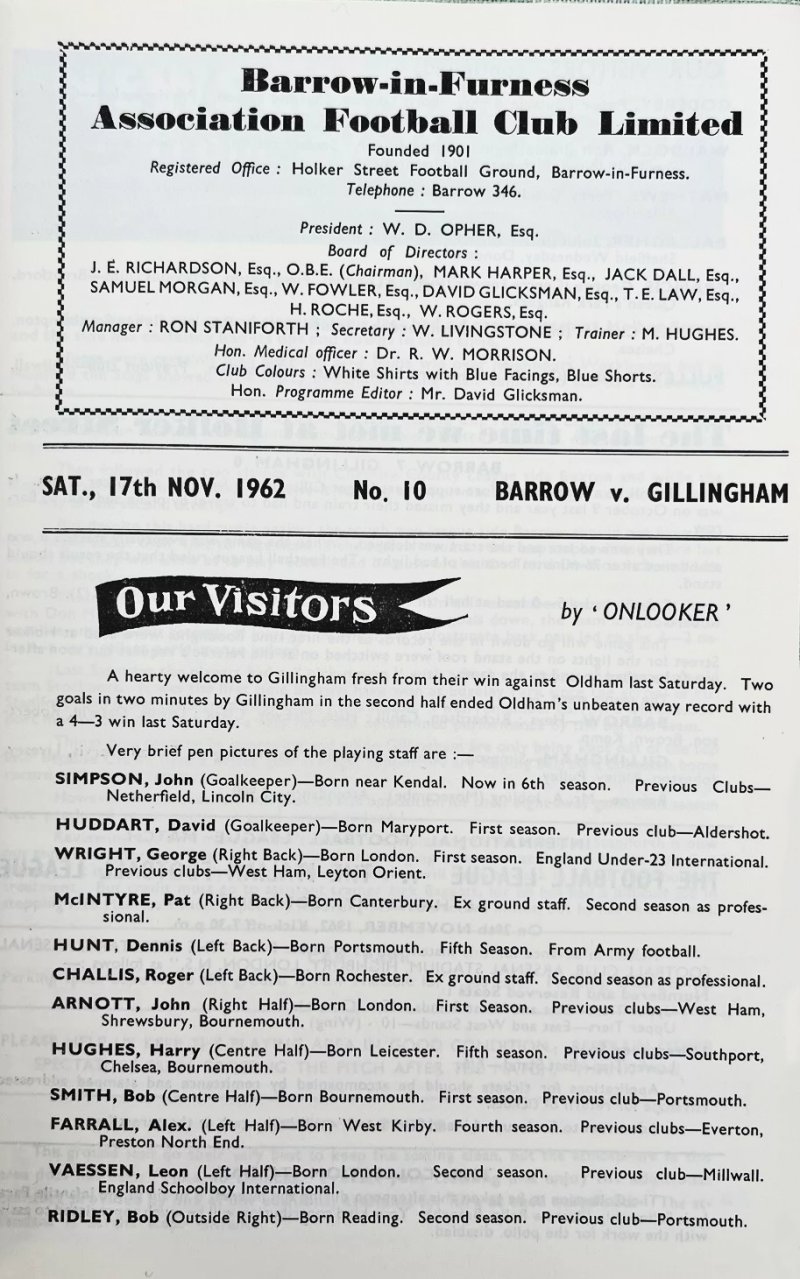 Barrow-in-Furness
Association Football Club Limited
Founded 1901
Registered Office : Holker Street Football Ground, Barrow-in-Furness.
Telephone : Barrow 346.
President : W. D. OPHER, Esq.
Board of Directors :
J. E. RICHARDSON, Esq., O.B.E. (Chairman), MARK HARPER, Esq., JACK DALL, Esq.,
SAMUEL MORGAN, Esq., W. FOWLER, Esq., DAVID GLICKSMAN, Esq., T. E. LAW, Esq.,
H. ROCHE, Esq., W. ROGERS, Esq.
Manager : RON STANIFORTH ; Secretary : W. LIVINGSTONE ; Trainer : M. HUGHES.
Hon. Medical officer : Dr. R. W. MORRISON.
Club Colours : White Shirts with Blue Facings, Blue Shorts.
Hon. Programme Editor : Mr. David Glicksman.
SAT., 17th NOV. 1962 No. 10 BARROW v. GILLINGHAM
Our Visitors by ‘ ONLOOKER ’
A hearty welcome to Gillingham fresh from their win against Oldham last Saturday. Two
goals in two minutes by Gillingham in the second half ended Oldham's unbeaten away record with
a 4—3 win last Saturday.
Very brief pen pictures of the playing staff are :—
SIMPSON, John (Goalkeeper)—Born near Kendal. Now in 6th season. Previous Clubs—
Netherfield, Lincoln City.
HUDDART, David (Goalkeeper)—Born Maryport. First season. Previous club—Aldershot.
WRIGHT, George (Right Back)—Born London. First season. England Under-23 International.
Previous clubs—West Ham, Leyton Orient.
McINTYRE, Pat (Right Back)—Born Canterbury. Ex ground staff. Second season as profes-
sional.
HUNT, Dennis (Left Back)—Born Portsmouth. Fifth Season. From Army football.
CHALLIS, Roger (Left Back)—Born Rochester. Ex ground staff. Second season as professional.
ARNOTT, John (Right Half)—Born London. First Season. Previous clubs—West Ham,
Shrewsbury, Bournemouth.
HUGHES, Harry (Centre Half)—Born Leicester. Fifth season. Previous clubs—Southport,
Chelsea, Bournemouth.
SMITH, Bob (Centre Half)—Born Bournemouth. First season. Previous club—Portsmouth.
FARRALL, Alex. (Left Half)—Born West Kirby. Fourth season. Previous clubs—Everton,
Preston North End.
VAESSEN, Leon (Left Half)—Born London. Second season. Previous club—Millwall.
England Schoolboy International.
RIDLEY, Bob (Outside Right)—Born Reading. Second season. Previous club—Portsmouth.